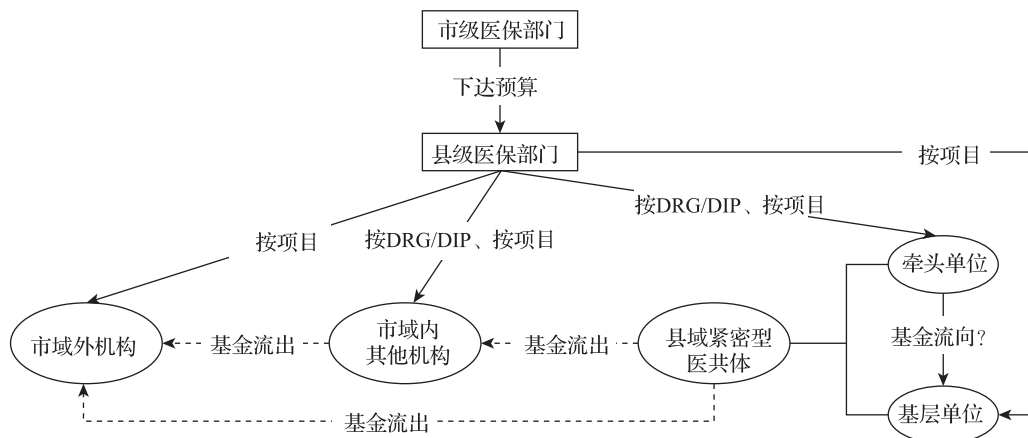 市级医保部门
下达预算
县级医保部门
按项目
按DRG/DIP、按项目
按项目
按DRG/DIP、按项目
牵头单位
市域外机构
基金流出
市域内
其他机构
基金流出
县域紧密型
医共体
基金流向?
基金流出
基层单位